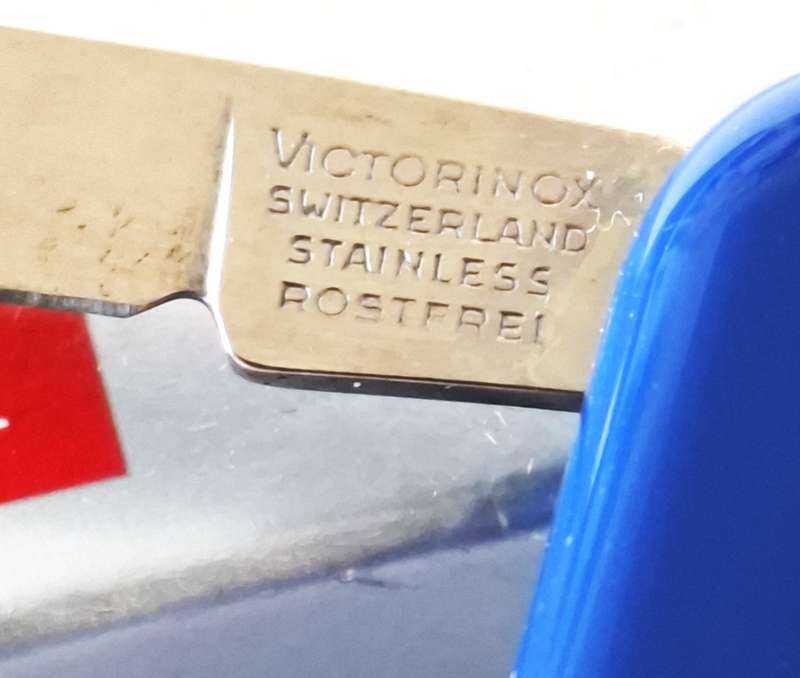 VICTORINOX
SWITZERLAND
STAINLESS
ROSTFREI